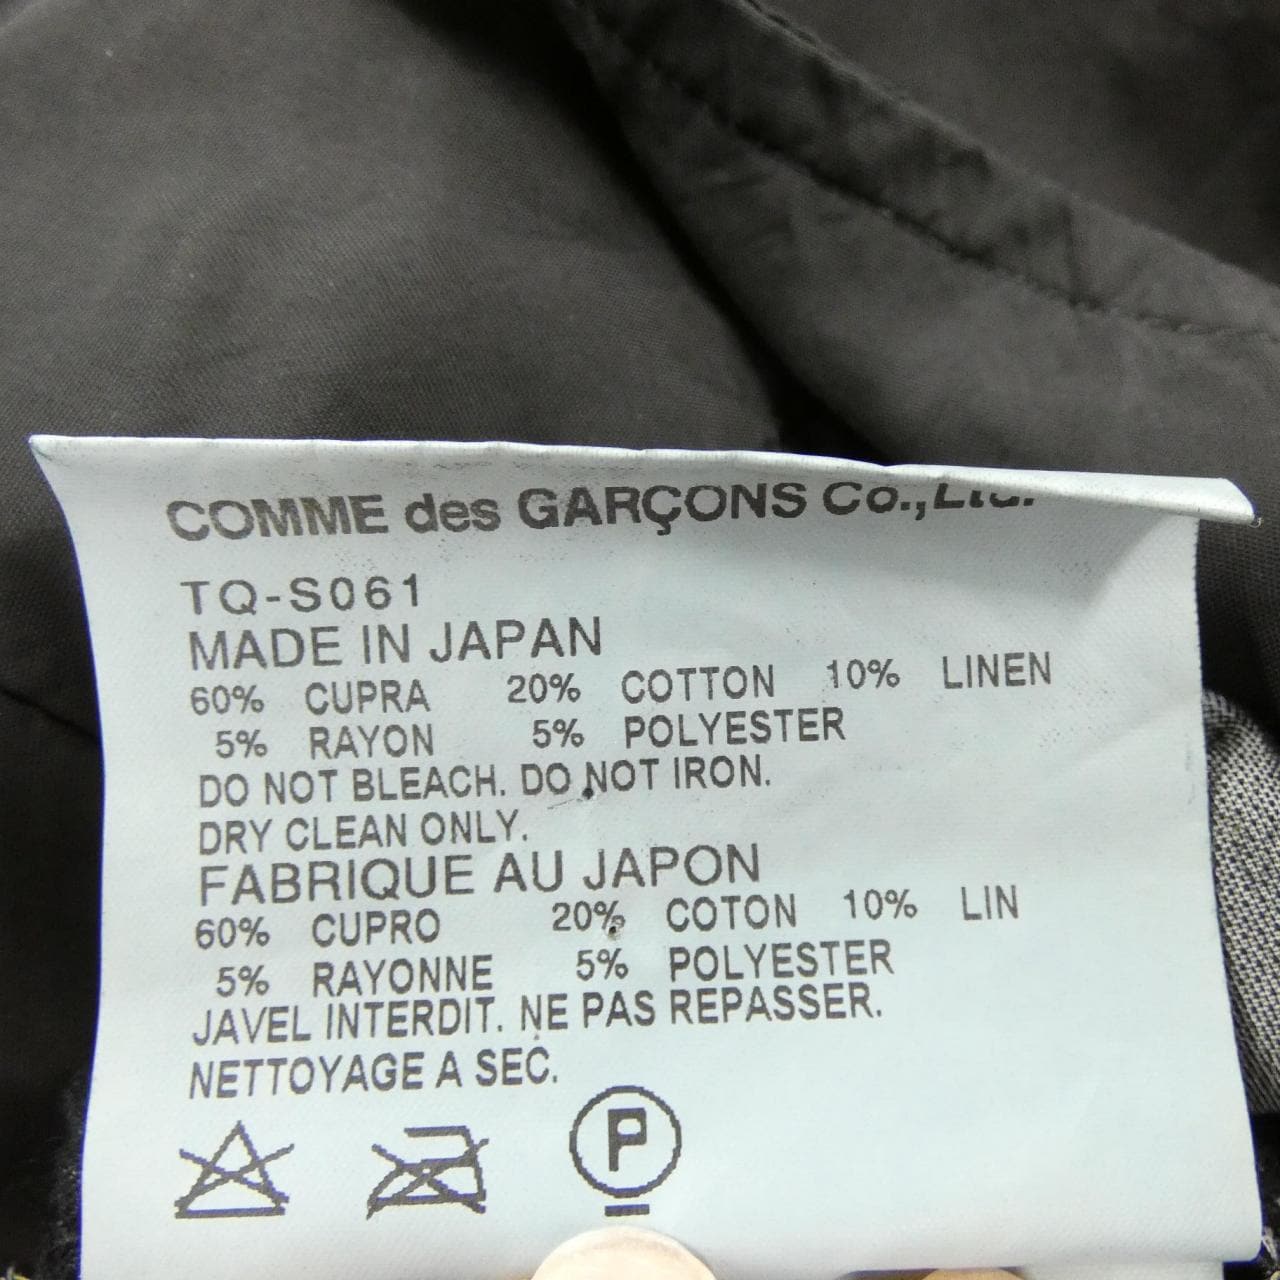 COMME des GARÇONS Co.,Ltd.
TQ-S061
MADE IN JAPAN
60% CUPRA 20% COTTON 10% LINEN
5% RAYON 5% POLYESTER
DO NOT BLEACH. DO NOT IRON.
DRY CLEAN ONLY.
FABRIQUE AU JAPON
60% CUPRO 20% COTON 10% LIN
5% RAYONNE 5% POLYESTER
JAVEL INTERDIT. NE PAS REPASSER.
NETTOYAGE A SEC.
P